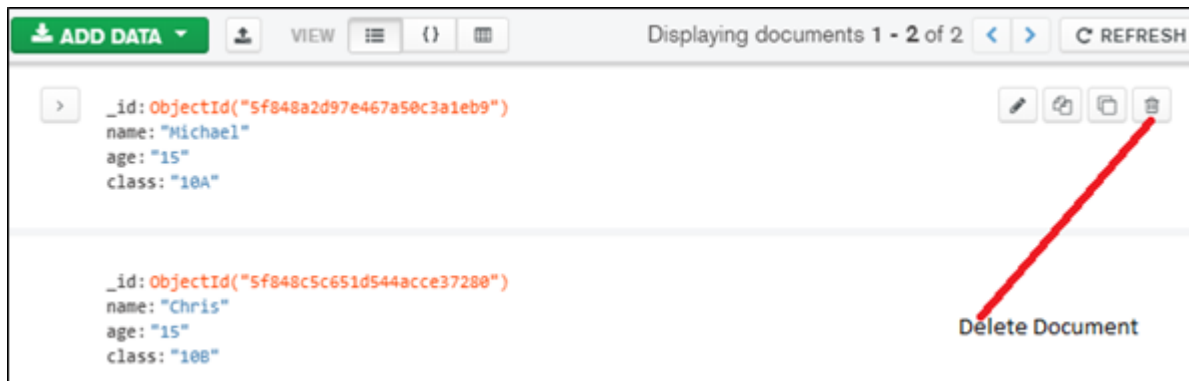 ADD DATA VIEW {} Displaying documents 1 - 2 of 2 < > REFRESH
> _id: ObjectId("5f848a2d97e467a50c3a1eb9")
name: "Michael"
age: "15"
class: "10A"
_id: ObjectId("5f848c5c651d544acce37280")
name: "Chris"
age: "15"
class: "10B"
Delete Document